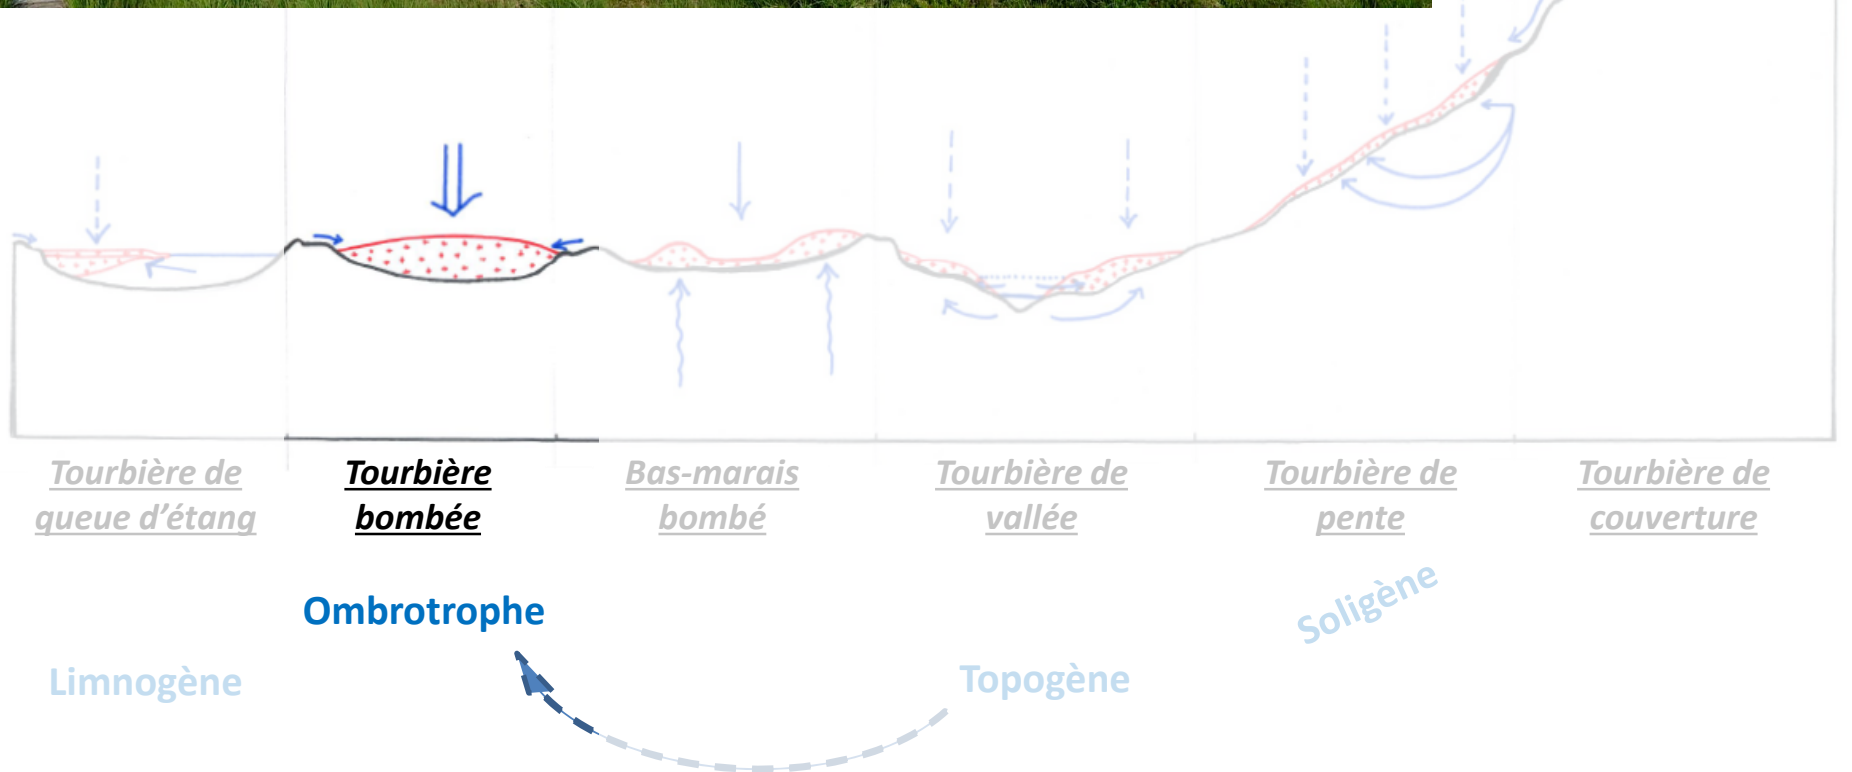 Tourbière de
queue d'étang
Tourbière
bombée
Bas-marais
bombé
Tourbière de
vallée
Tourbière de
pente
Tourbière de
couverture
Ombrotrophe
Soligène
Limnogène
Topogène